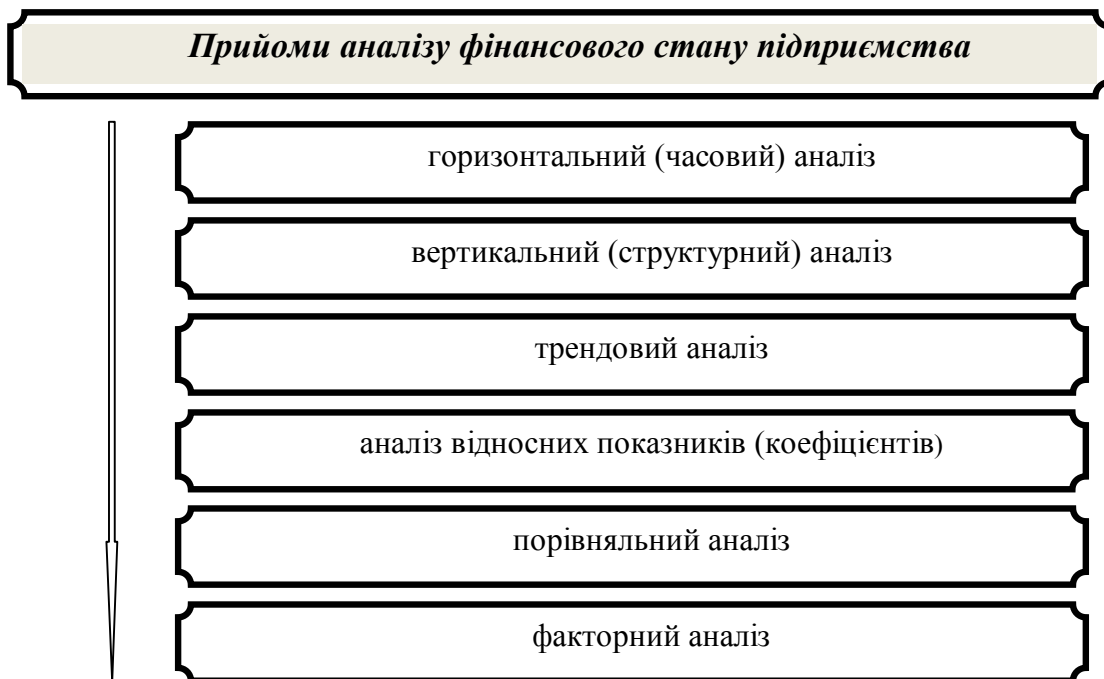 Прийоми аналізу фінансового стану підприємства
горизонтальний (часовий) аналіз
вертикальний (структурний) аналіз
трендовий аналіз
аналіз відносних показників (коефіцієнтів)
порівняльний аналіз
факторний аналіз